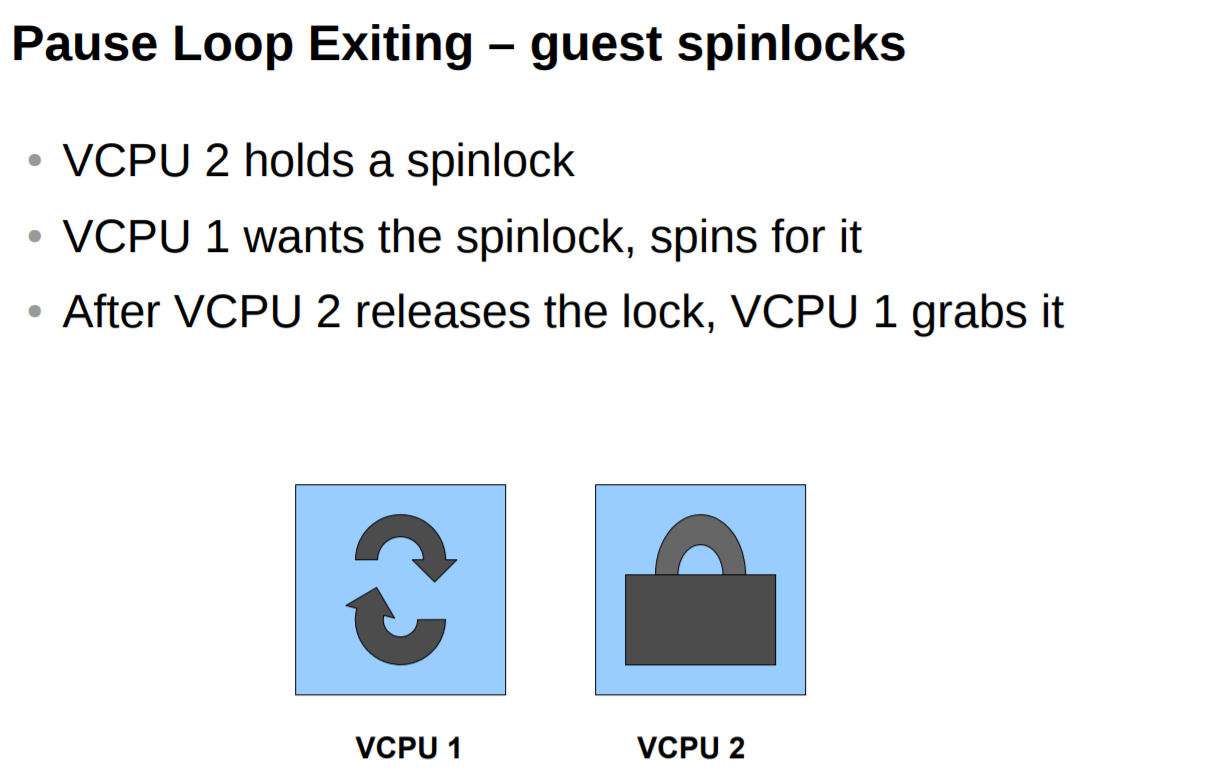 Pause Loop Exiting – guest spinlocks
• VCPU 2 holds a spinlock
• VCPU 1 wants the spinlock, spins for it
• After VCPU 2 releases the lock, VCPU 1 grabs it
VCPU 1 VCPU 2